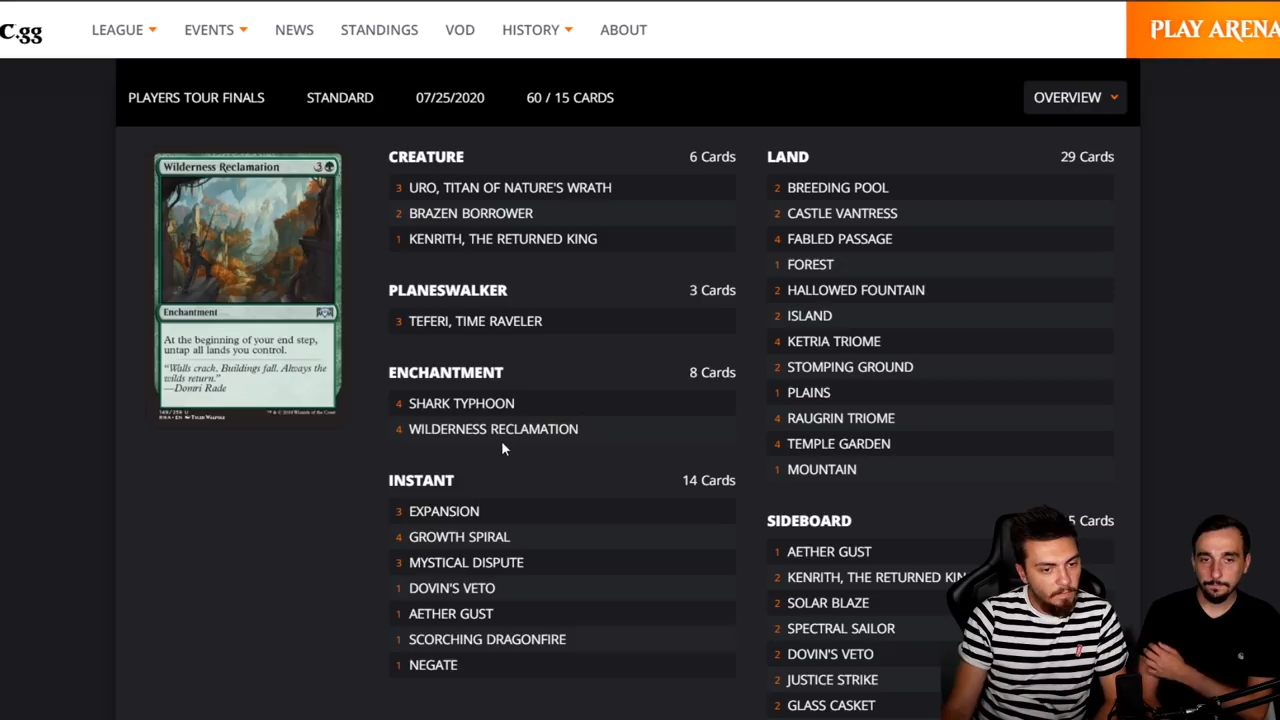 C.gg
LEAGUE
EVENTS
NEWS
STANDINGS
VOD
HISTORY
ABOUT
PLAY ARENA
PLAYERS TOUR FINALS
STANDARD
07/25/2020
60 / 15 CARDS
OVERVIEW
Wilderness Reclamation 3
Enchantment
At the beginning of your end step,
untap all lands you control.
"Walls crack. Buildings fall. Always the
wilds return."
—Domri Rade
CREATURE 6 Cards
3 URO, TITAN OF NATURE'S WRATH
2 BRAZEN BORROWER
1 KENRITH, THE RETURNED KING
PLANESWALKER 3 Cards
3 TEFERI, TIME RAVELER
ENCHANTMENT 8 Cards
4 SHARK TYPHOON
4 WILDERNESS RECLAMATION
INSTANT 14 Cards
3 EXPANSION
4 GROWTH SPIRAL
3 MYSTICAL DISPUTE
1 DOVIN'S VETO
1 AETHER GUST
1 SCORCHING DRAGONFIRE
1 NEGATE
LAND 29 Cards
2 BREEDING POOL
2 CASTLE VANTRESS
4 FABLED PASSAGE
1 FOREST
2 HALLOWED FOUNTAIN
2 ISLAND
4 KETRIA TRIOME
2 STOMPING GROUND
1 PLAINS
4 RAUGRIN TRIOME
4 TEMPLE GARDEN
1 MOUNTAIN
SIDEBOARD 5 Cards
1 AETHER GUST
2 KENRITH, THE RETURNED KIN
2 SOLAR BLAZE
2 SPECTRAL SAILOR
2 DOVIN'S VETO
2 JUSTICE STRIKE
2 GLASS CASKET